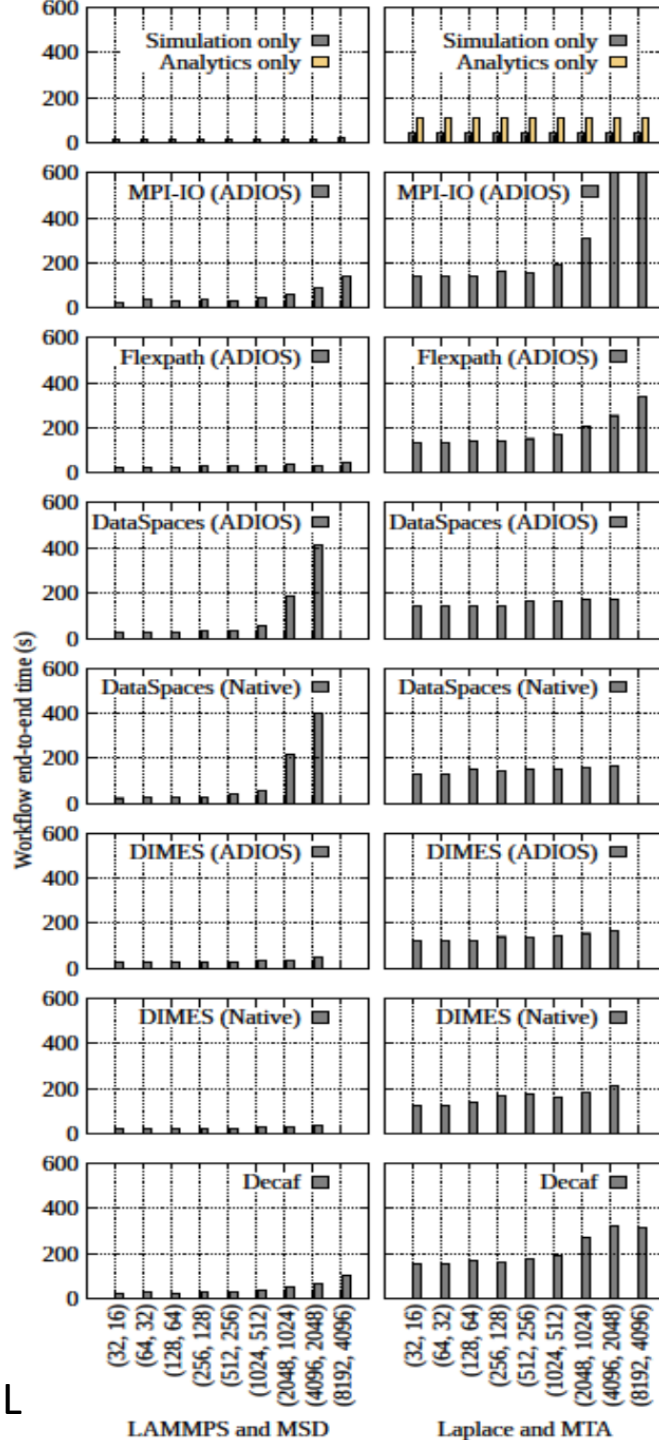 600
400
200
0
Simulation only
Analytics only
Simulation only
Analytics only
600
400
200
0
MPI-IO (ADIOS)
MPI-IO (ADIOS)
600
400
200
0
Flexpath (ADIOS)
Flexpath (ADIOS)
600
400
200
0
DataSpaces (ADIOS)
DataSpaces (ADIOS)
Workflow end-to-end time (s)
600
400
200
0
DataSpaces (Native)
DataSpaces (Native)
600
400
200
0
DIMES (ADIOS)
DIMES (ADIOS)
600
400
200
0
DIMES (Native)
DIMES (Native)
600
400
200
0
Decaf
Decaf
(32, 16)
(64, 32)
(128, 64)
(256, 128)
(512, 256)
(1024, 512)
(2048, 1024)
(4096, 2048)
(8192, 4096)
(32, 16)
(64, 32)
(128, 64)
(256, 128)
(512, 256)
(1024, 512)
(2048, 1024)
(4096, 2048)
(8192, 4096)
L
LAMMPS and MSD
Laplace and MTA